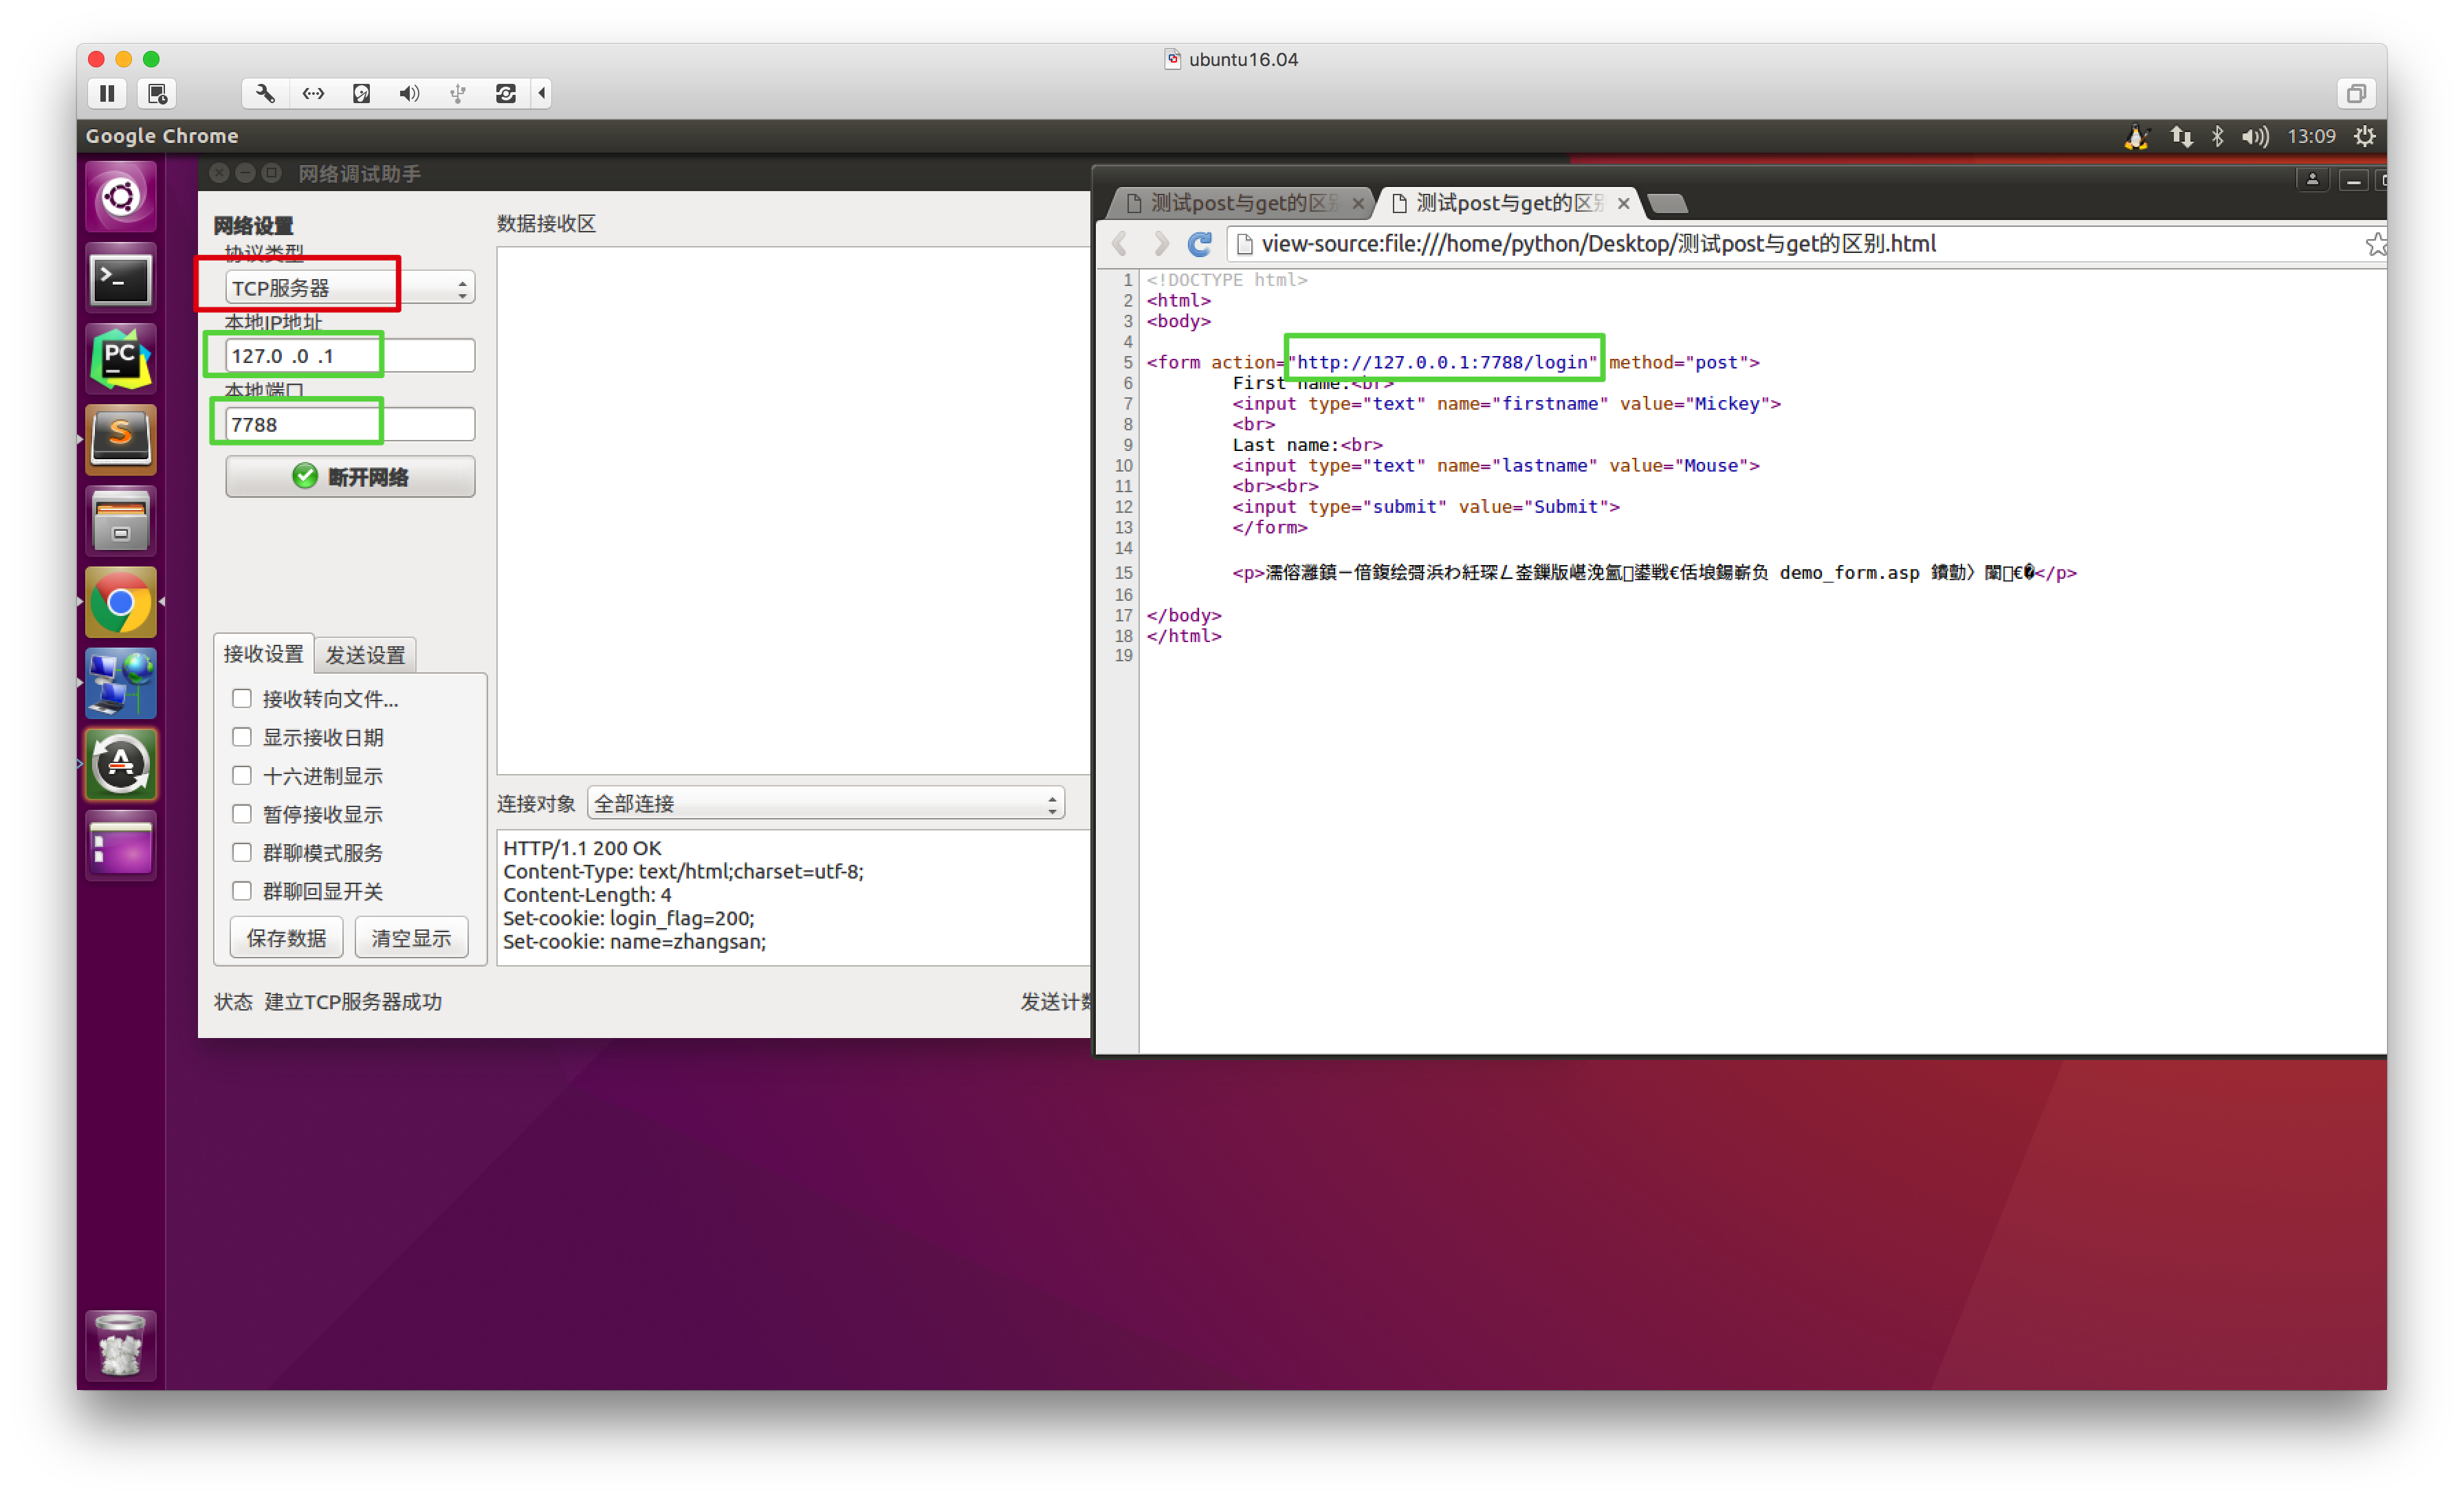 ubuntu16.04
Google Chrome
13:09
网络调试助手
网络设置
协议类型
TCP服务器
本地IP地址
127.0 .0 .1
本地端口
7788
断开网络
接收设置
发送设置
接收转向文件...
显示接收日期
十六进制显示
暂停接收显示
群聊模式服务
群聊回显开关
保存数据
清空显示
状态 建立TCP服务器成功
数据接收区
连接对象
全部连接
HTTP/1.1 200 OK
Content-Type: text/html;charset=utf-8;
Content-Length: 4
Set-cookie: login_flag=200;
Set-cookie: name=zhangsan;
发送计数
测试post与get的区别
测试post与get的区别
view-source:file:///home/python/Desktop/测试post与get的区别.html
1 <!DOCTYPE html>
2 <html>
3 <body>
4
5 <form action="http://127.0.0.1:7788/login" method="post">
6 First name:<br>
7 <input type="text" name="firstname" value="Mickey">
8 <br>
9 Last name:<br>
10 <input type="text" name="lastname" value="Mouse">
11 <br><br>
12 <input type="submit" value="Submit">
13 </form>
14
15 <p> demo_form.asp </p>
16
17 </body>
18 </html>
19